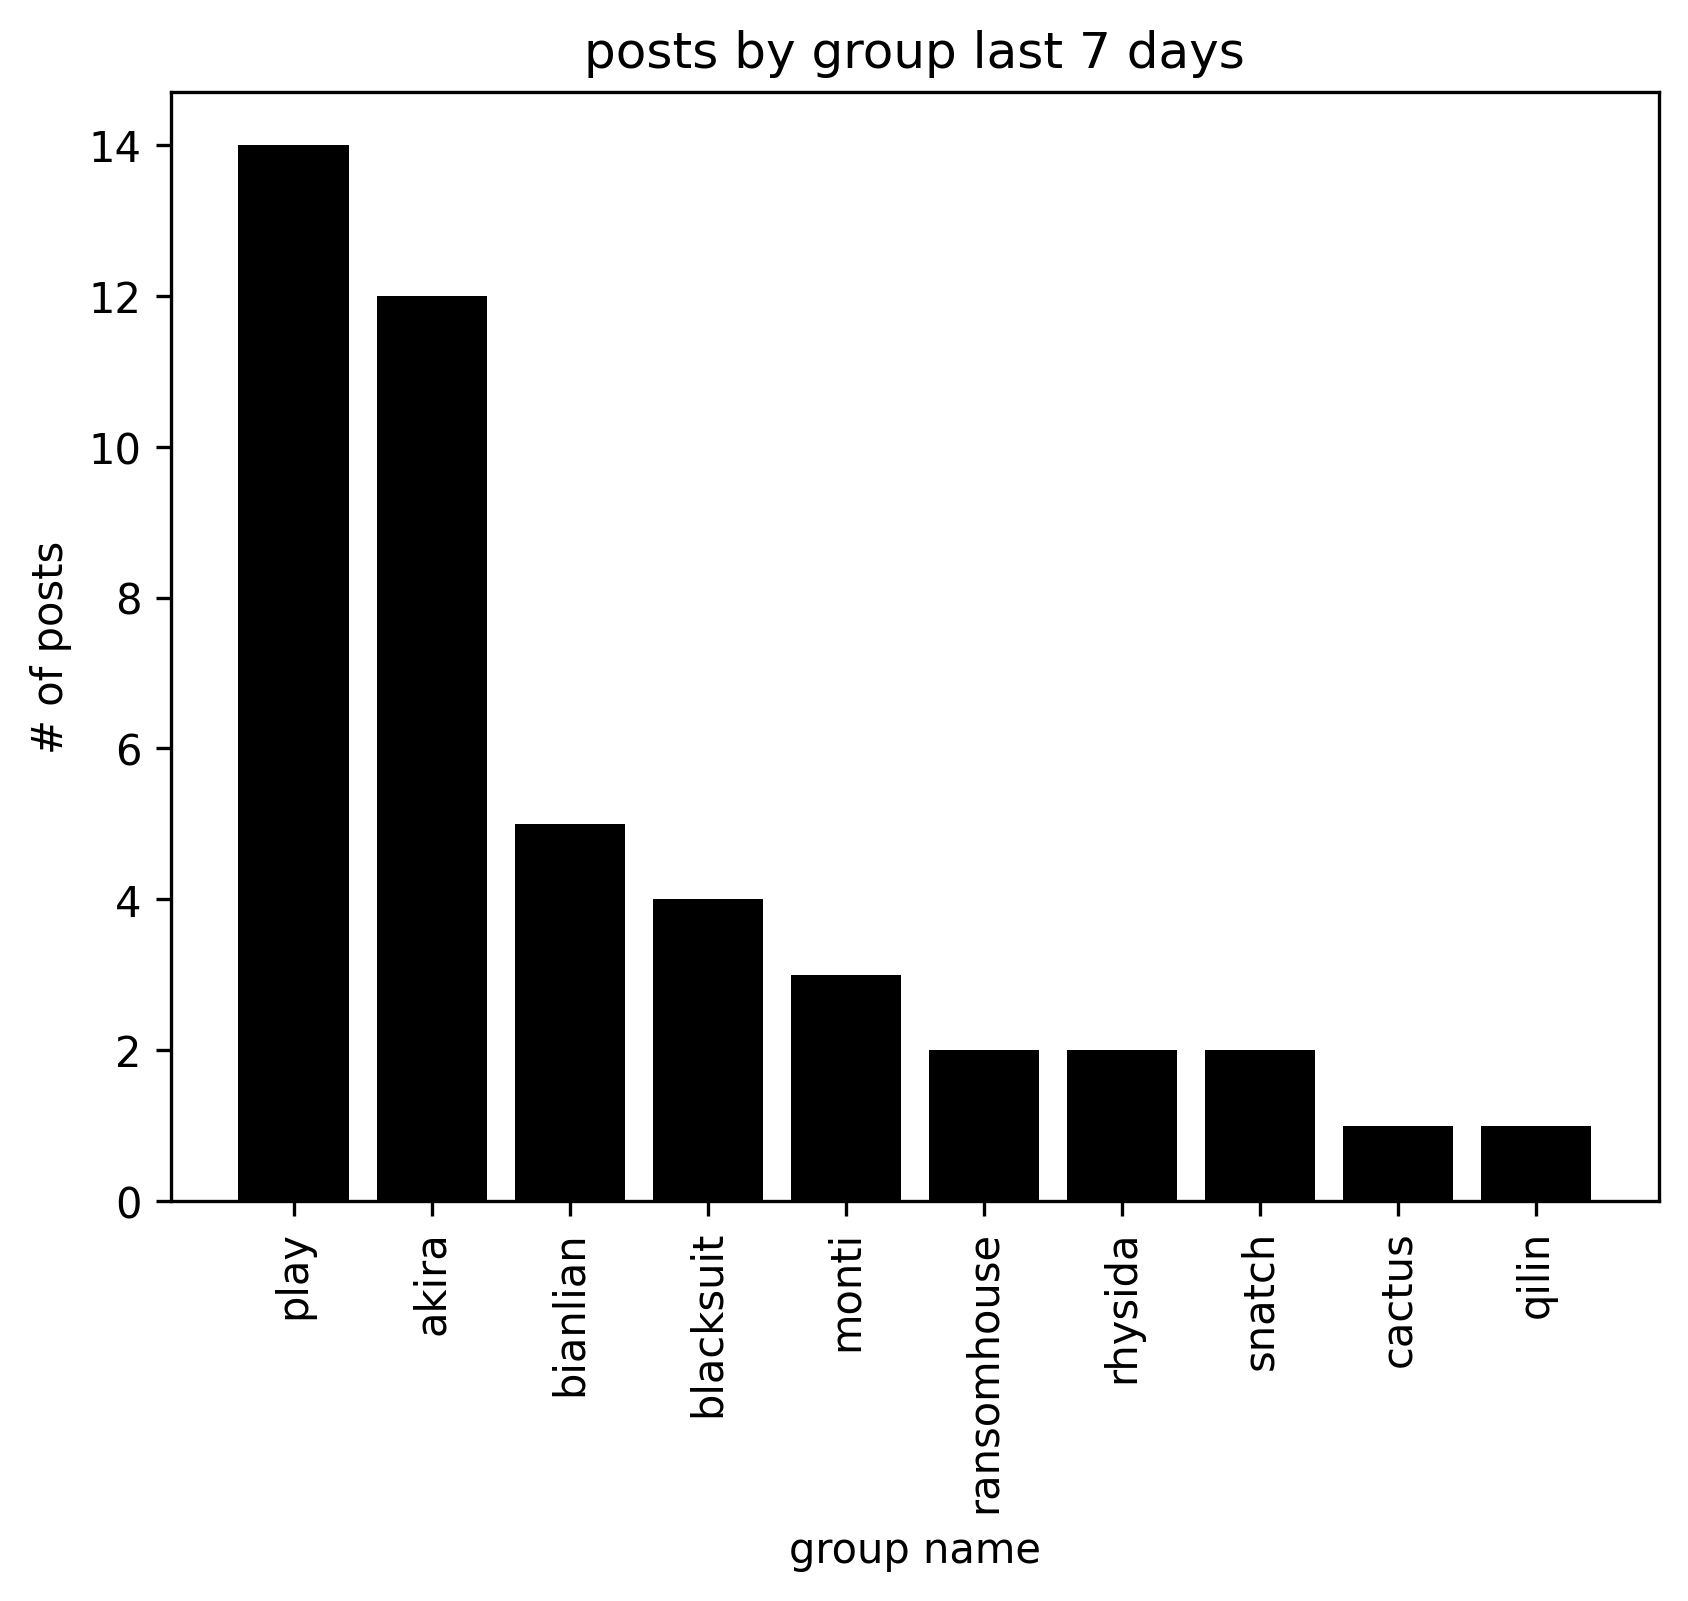 posts by group last 7 days
14
12
10
8
6
4
2
0
# of posts
play
akira
bianlian
blacksuit
monti
ransomhouse
rhysida
snatch
cactus
qilin
group name